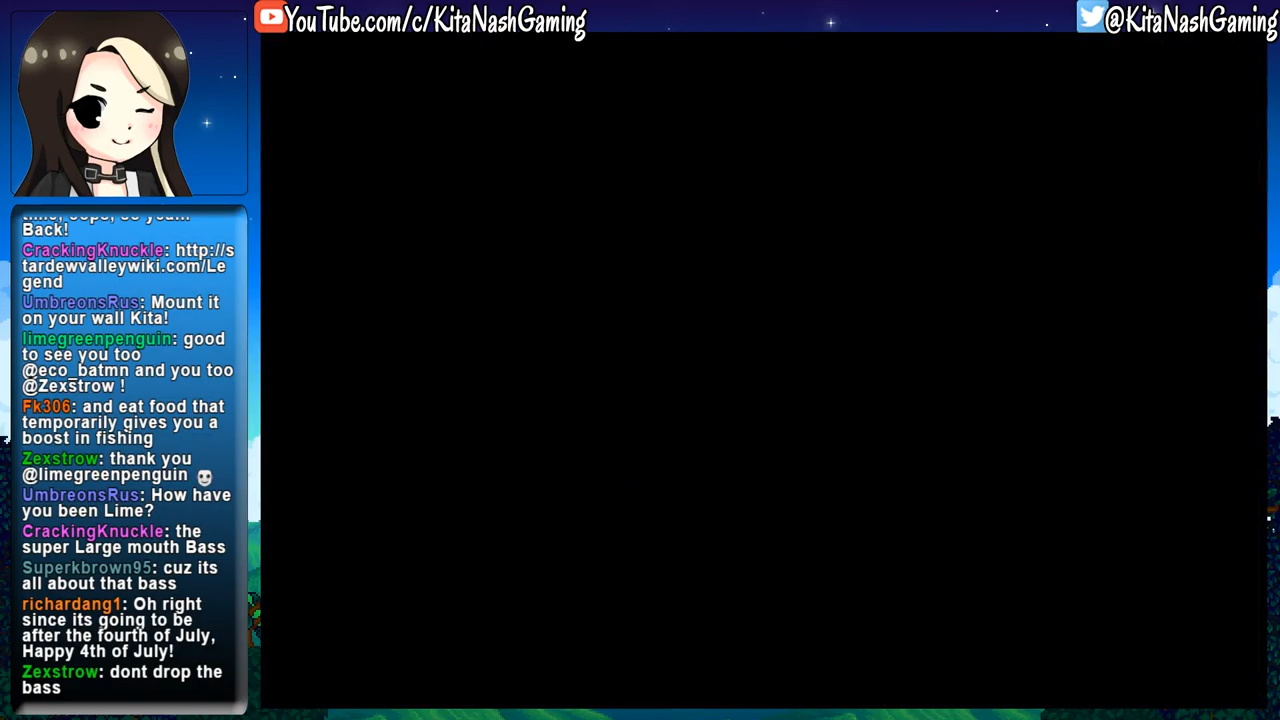 YouTube.com/c/KitaNashGaming
@KitaNashGaming
Back!
CrackingKnuckle: http://s
tardewvalleywiki.com/Le
gend
UmbreonsRus: Mount it
on your wall Kita!
limegreenpenguin: good
to see you too
@eco_batmn and you too
@Zexstrow !
Fk306: and eat food that
temporarily gives you a
boost in fishing
Zexstrow: thank you
@limegreenpenguin
UmbreonsRus: How have
you been Lime?
CrackingKnuckle: the
super Large mouth Bass
Superkbrown95: cuz its
all about that bass
richardang1: Oh right
since its going to be
after the fourth of July,
Happy 4th of July!
Zexstrow: dont drop the
bass